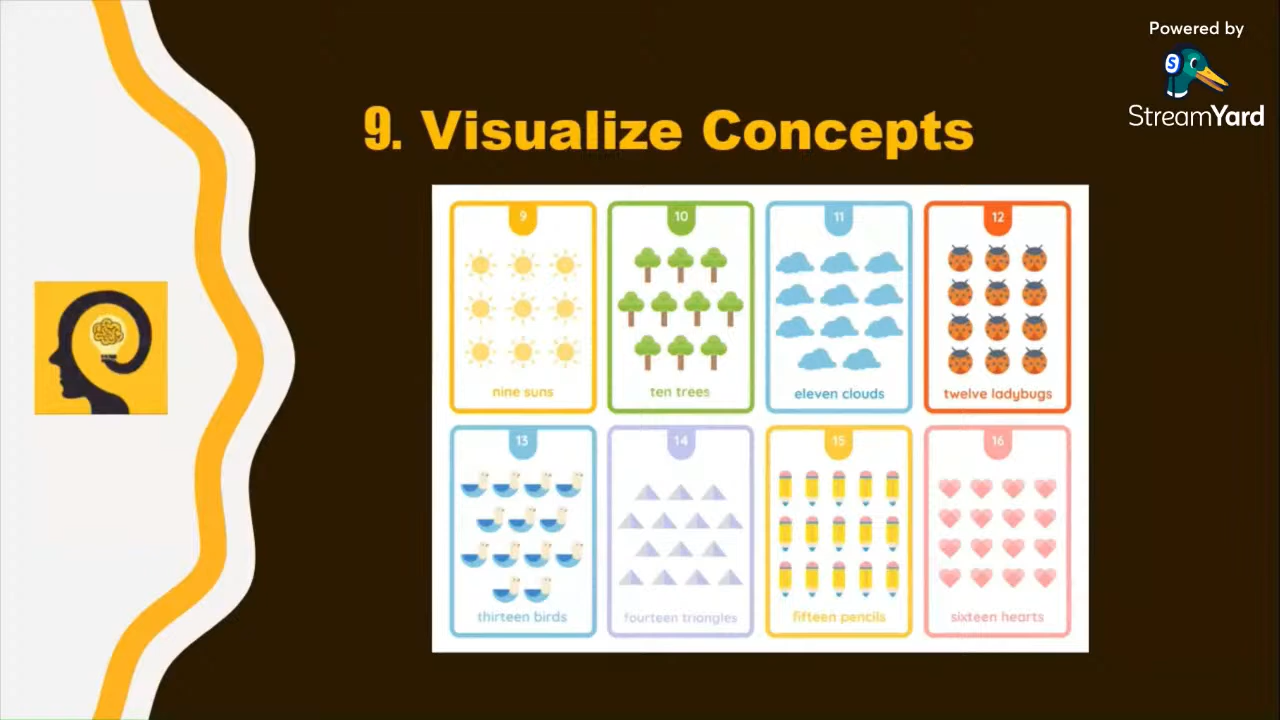 Powered by
S
StreamYard
9. Visualize Concepts
9
10
11
12
nine suns
ten trees
eleven clouds
twelve ladybugs
13
14
15
16
thirteen birds
fourteen triangles
fifteen pencils
sixteen hearts